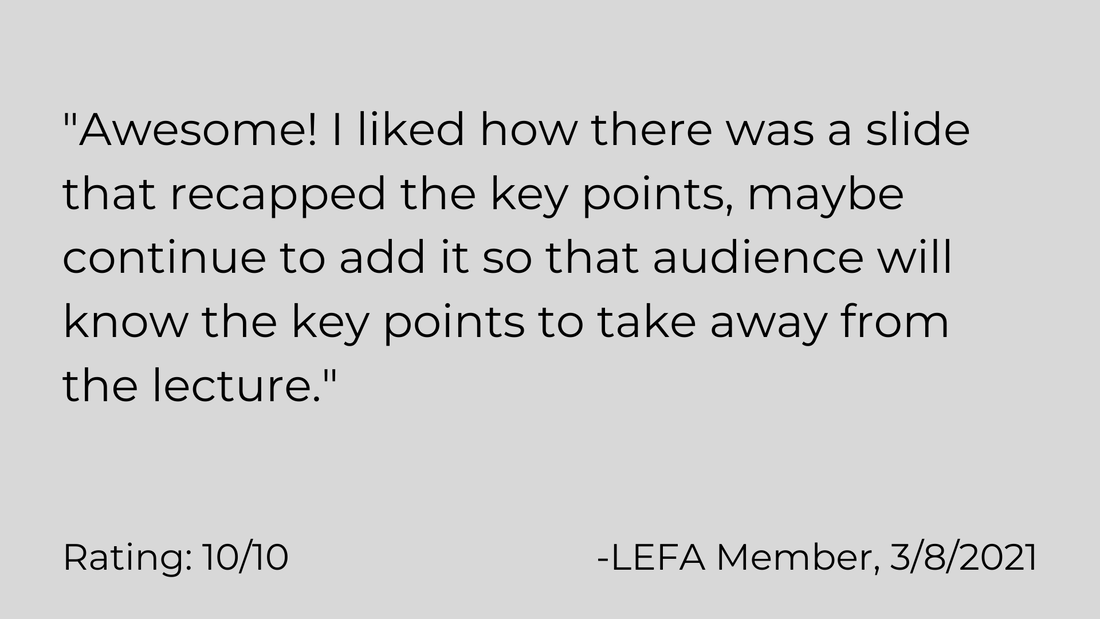 "Awesome! I liked how there was a slide
that recapped the key points, maybe
continue to add it so that audience will
know the key points to take away from
the lecture."
Rating: 10/10
-LEFA Member, 3/8/2021